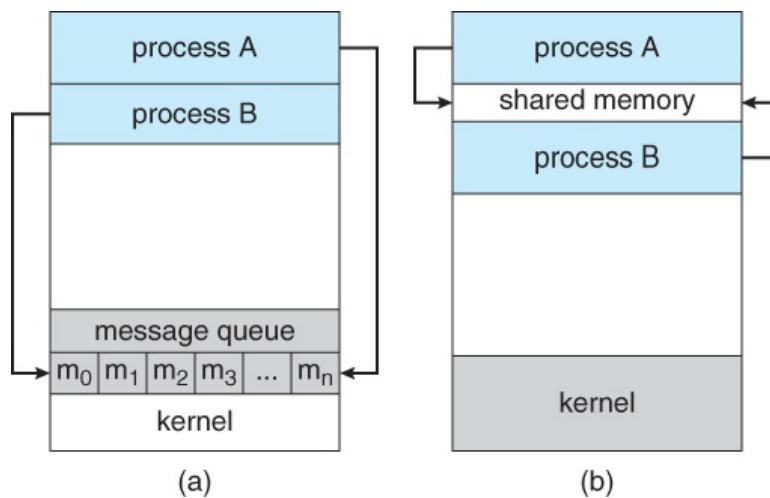 process A
process B
message queue
m0 m1 m2 m3 ... mn
kernel
(a)
process A
shared memory
process B
kernel
(b)